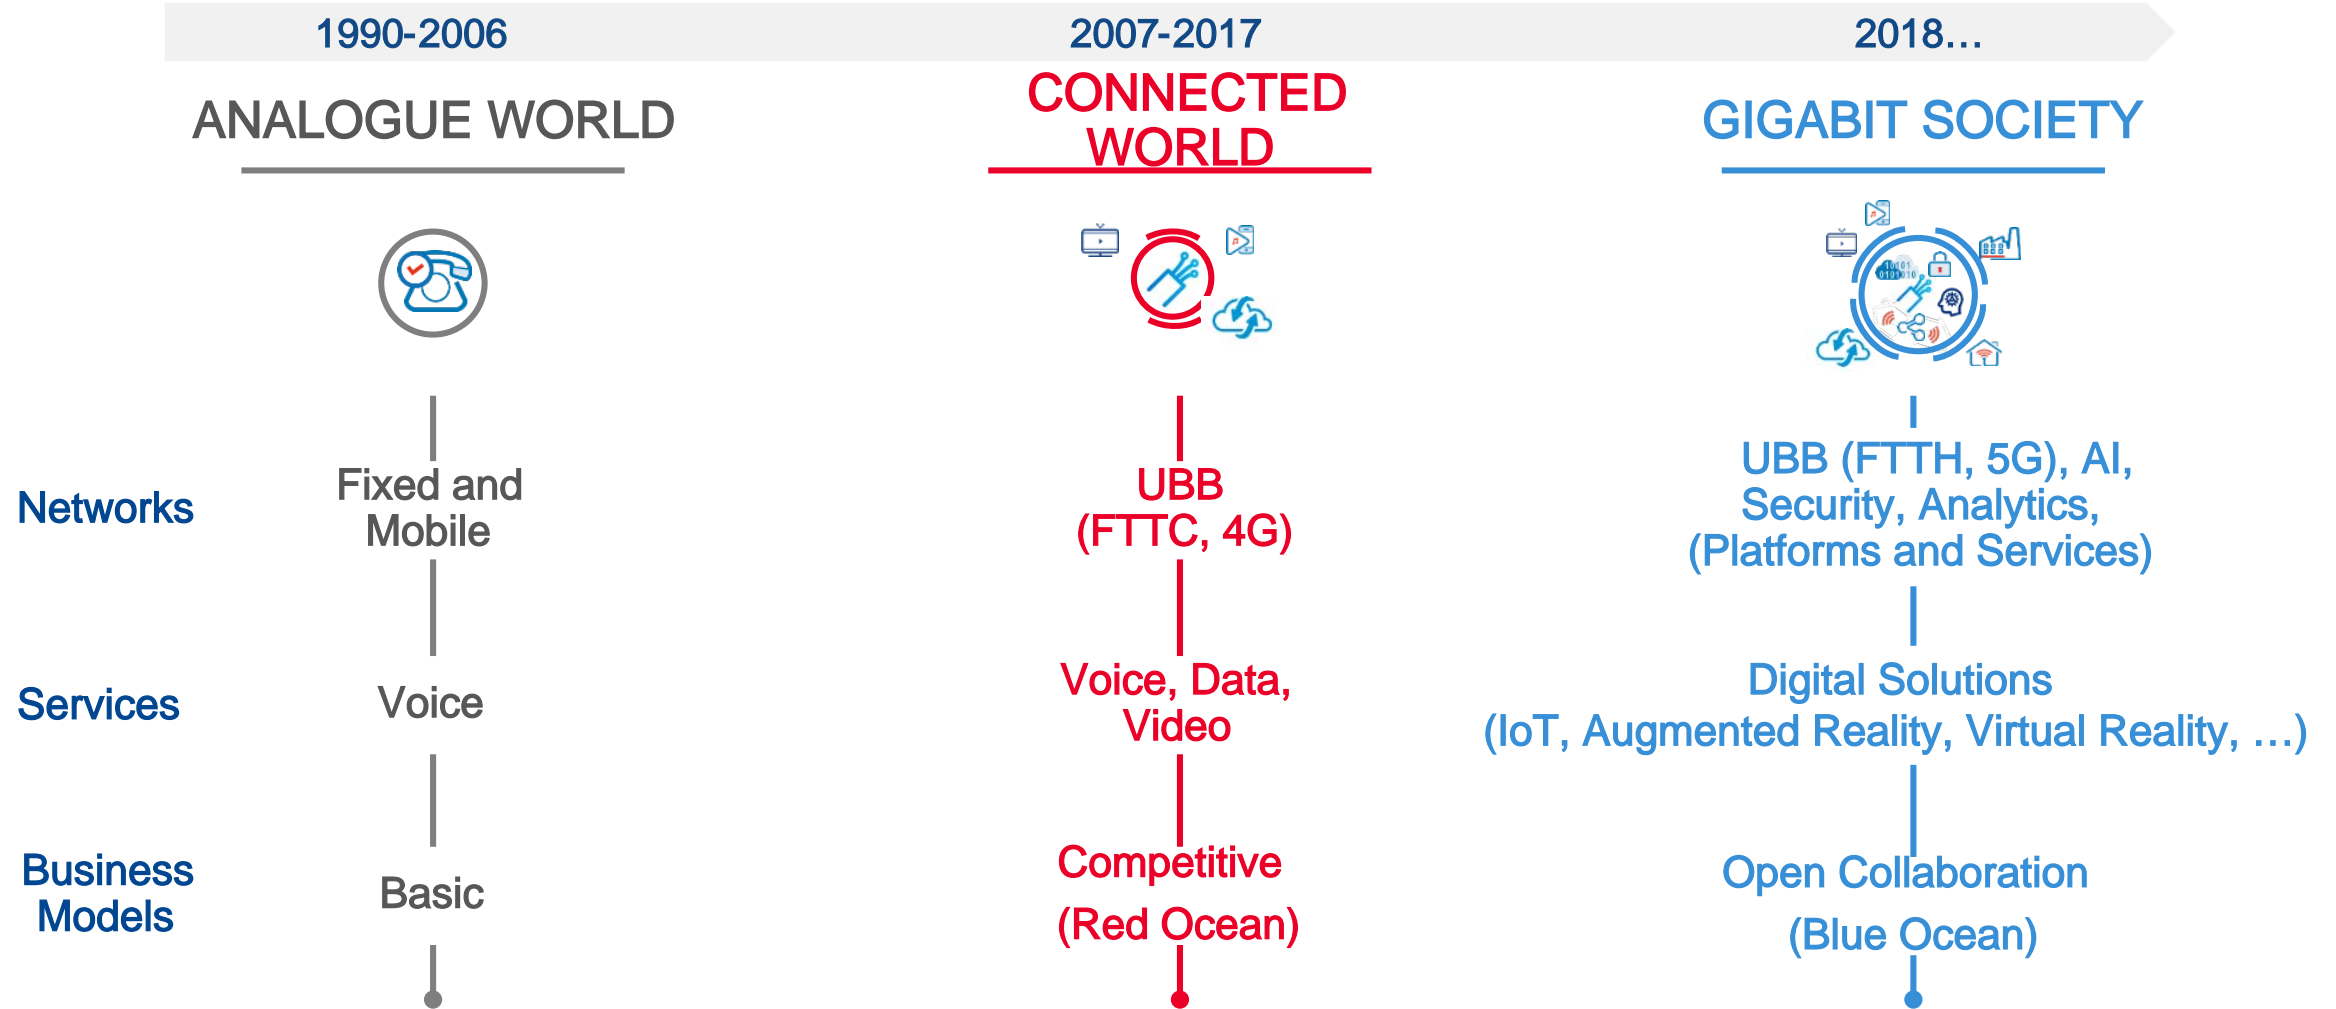 1990-2006
2007-2017
2018...
ANALOGUE WORLD
CONNECTED
WORLD
GIGABIT SOCIETY
Networks
Fixed and
Mobile
UBB
(FTTC, 4G)
UBB (FTTH, 5G), AI,
Security, Analytics,
(Platforms and Services)
Services
Voice
Voice, Data,
Video
Digital Solutions
(IoT, Augmented Reality, Virtual Reality, ...)
Business
Models
Basic
Competitive
(Red Ocean)
Open Collaboration
(Blue Ocean)